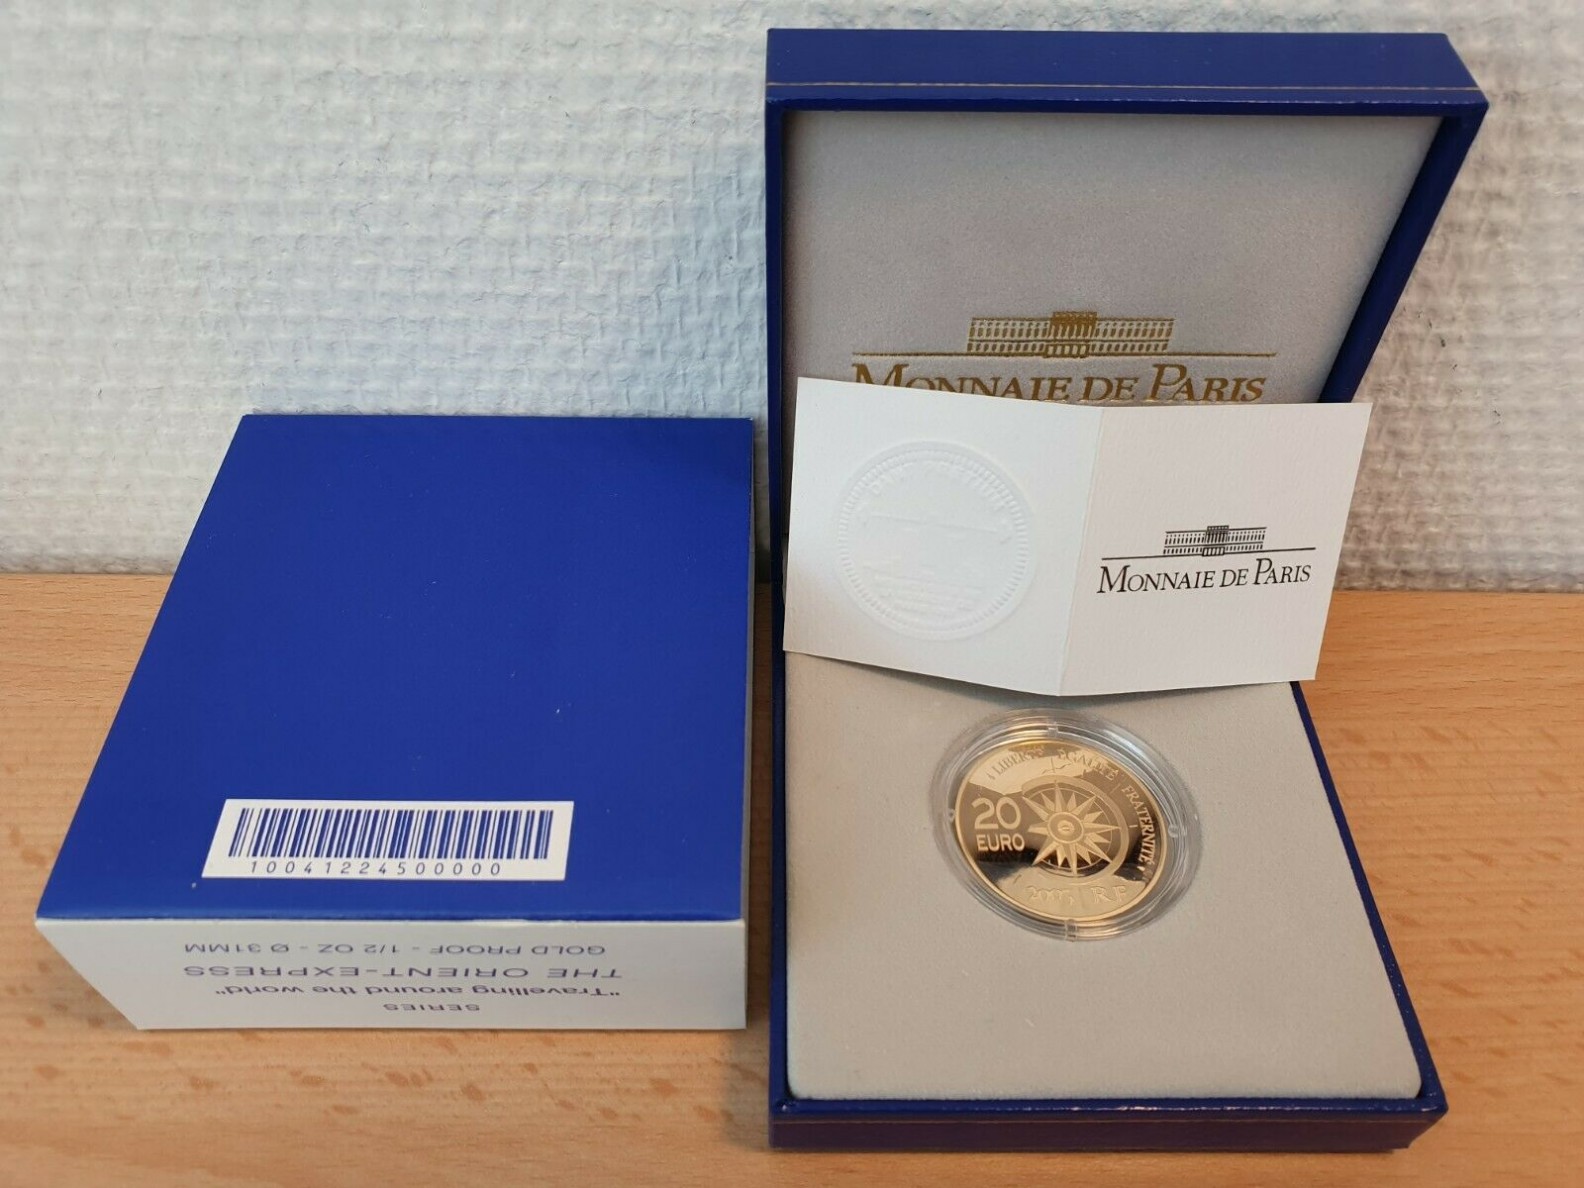 MONNAIE DE PARIS
MONNAIE DE PARIS
LIBERTÉ ÉGALITÉ FRATERNITÉ
20
EURO
RF
10041224500000
SERIES
"Travelling around the world"
THE ORIENT-EXPRESS
GOLD PROOF - 1/2 OZ - Ø 31MM